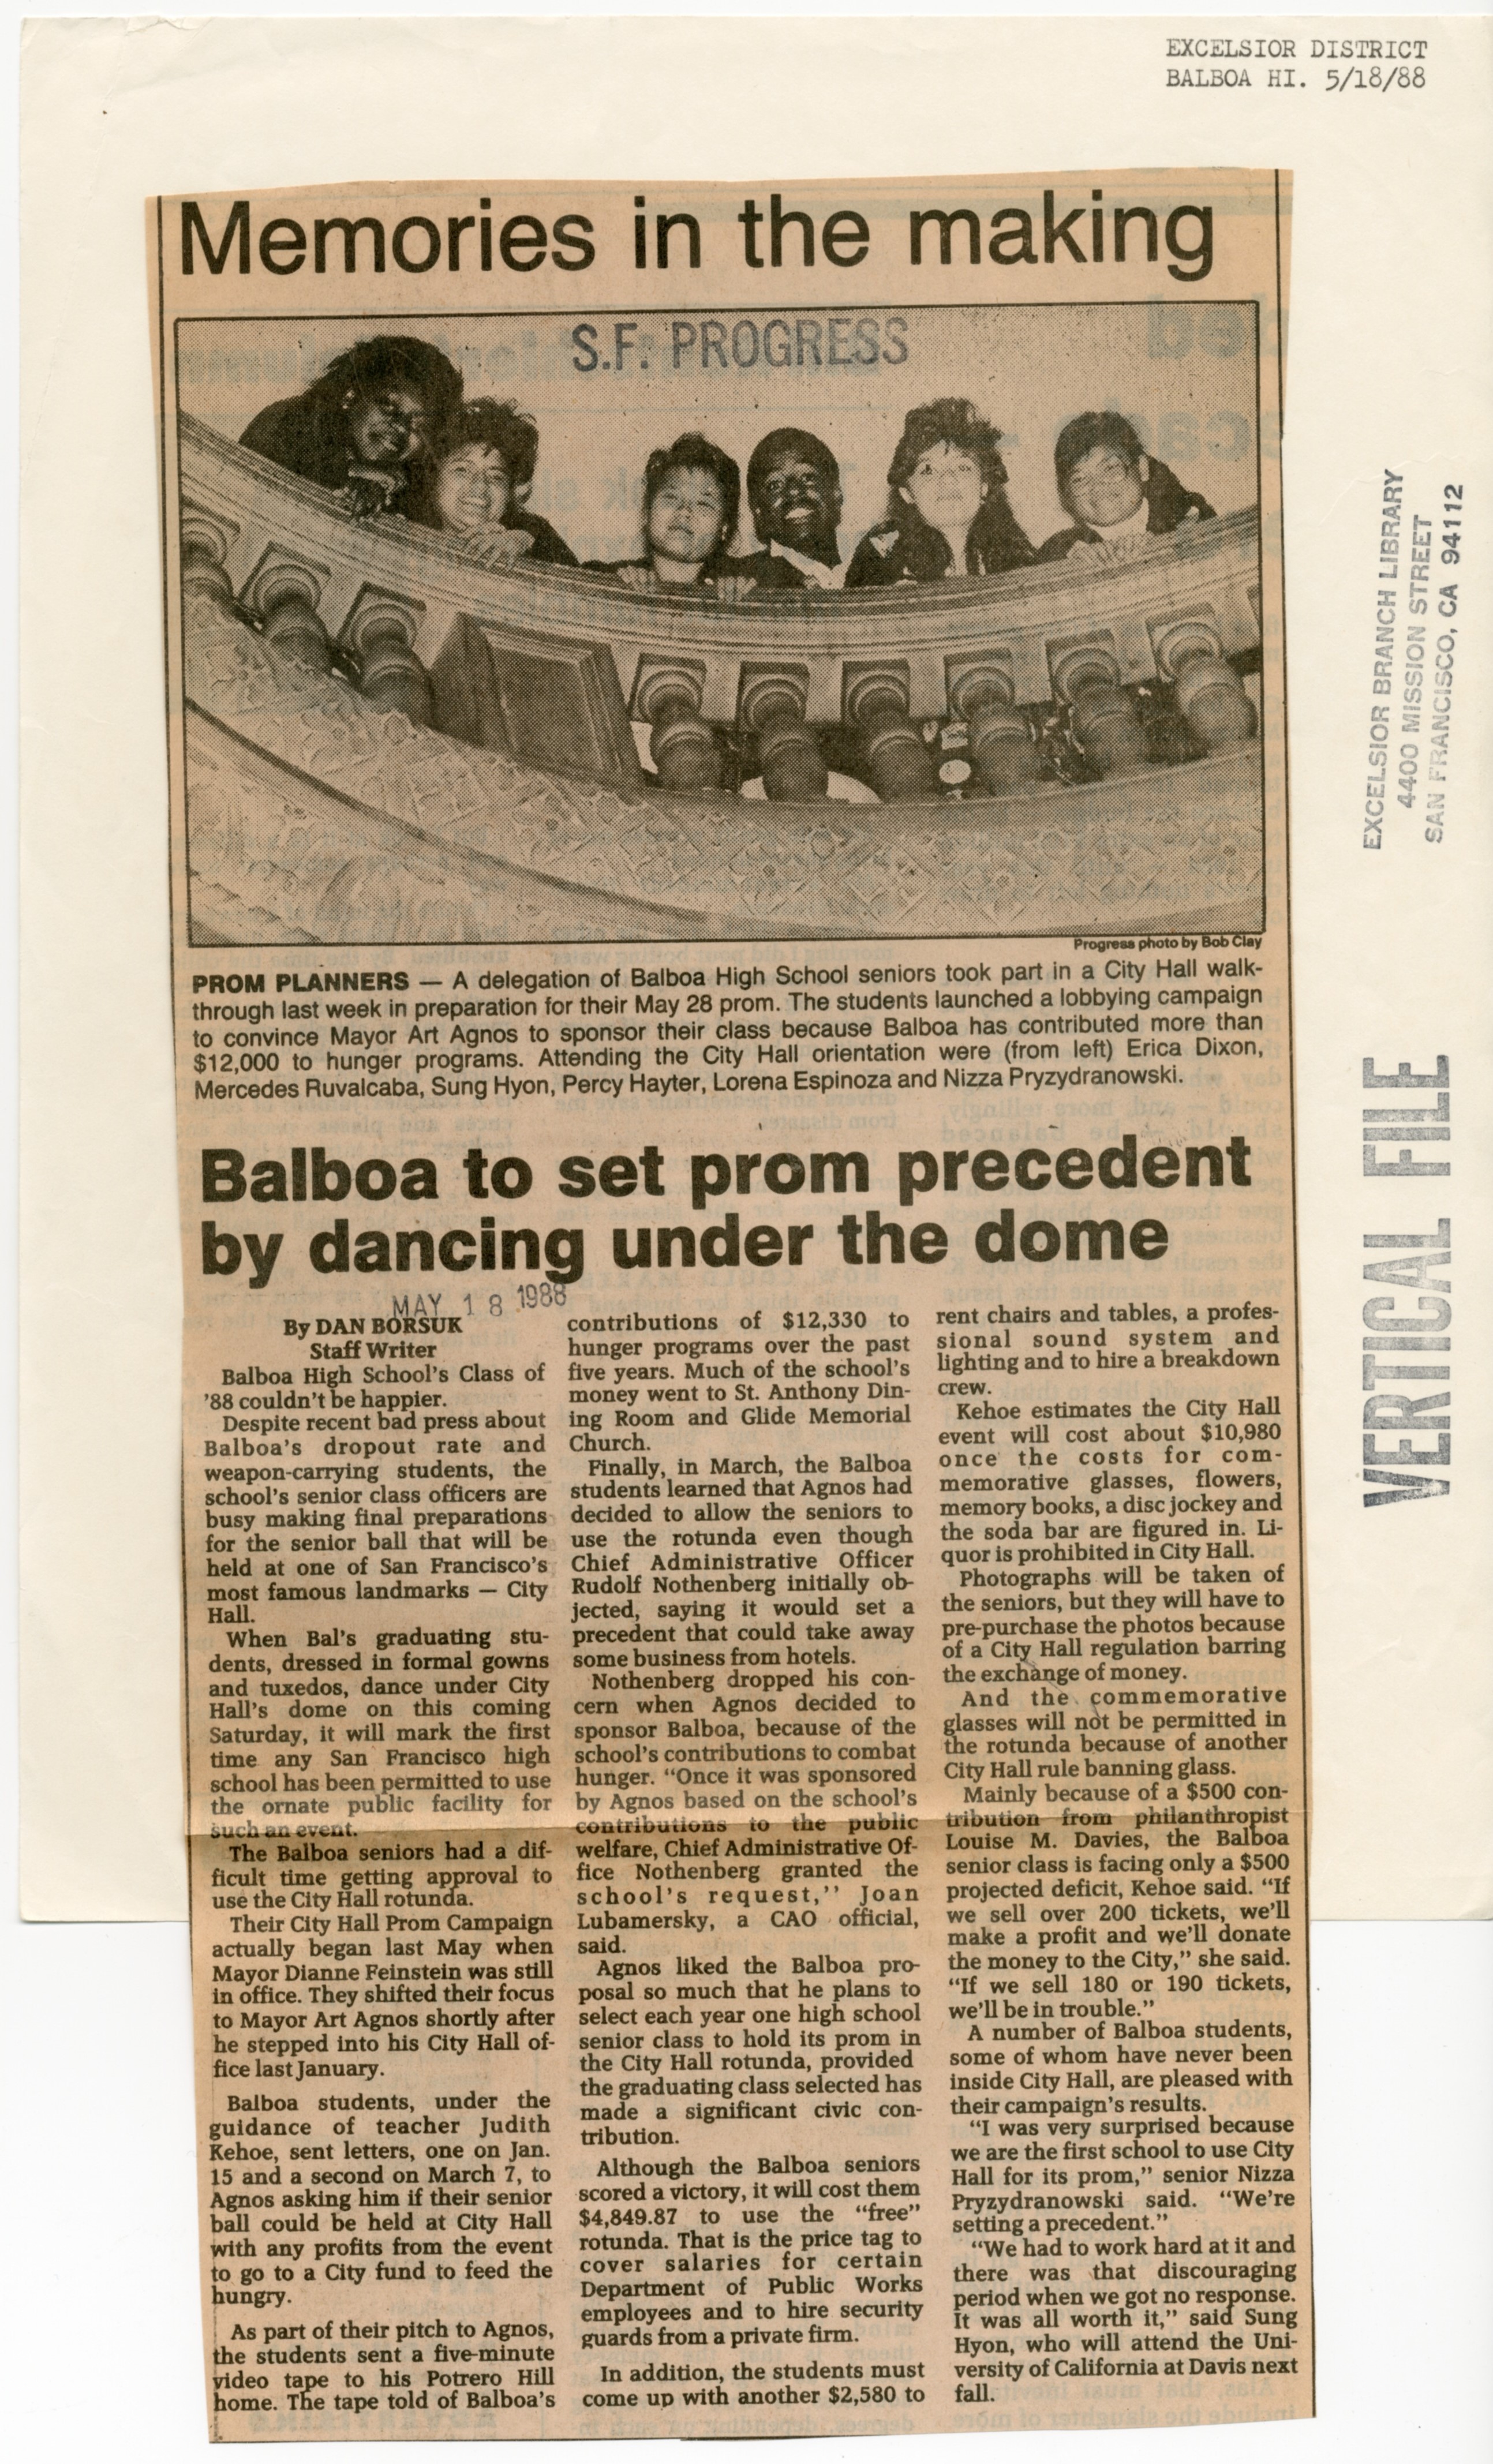 EXCELSIOR DISTRICT
BALBOA HI. 5/18/88
Memories in the making
S.F. PROGRESS
Progress photo by Bob Clay
PROM PLANNERS — A delegation of Balboa High School seniors took part in a City Hall walk-
through last week in preparation for their May 28 prom. The students launched a lobbying campaign
to convince Mayor Art Agnos to sponsor their class because Balboa has contributed more than
$12,000 to hunger programs. Attending the City Hall orientation were (from left) Erica Dixon,
Mercedes Ruvalcaba, Sung Hyon, Percy Hayter, Lorena Espinoza and Nizza Pryzydranowski.
Balboa to set prom precedent
by dancing under the dome
MAY 18 1988
By DAN BORSUK
Staff Writer
Balboa High School's Class of
'88 couldn't be happier.
Despite recent bad press about
Balboa's dropout rate and
weapon-carrying students, the
school's senior class officers are
busy making final preparations
for the senior ball that will be
held at one of San Francisco's
most famous landmarks — City
Hall.
When Bal's graduating stu-
dents, dressed in formal gowns
and tuxedos, dance under City
Hall's dome on this coming
Saturday, it will mark the first
time any San Francisco high
school has been permitted to use
the ornate public facility for
such an event.
The Balboa seniors had a dif-
ficult time getting approval to
use the City Hall rotunda.
Their City Hall Prom Campaign
actually began last May when
Mayor Dianne Feinstein was still
in office. They shifted their focus
to Mayor Art Agnos shortly after
he stepped into his City Hall of-
fice last January.
Balboa students, under the
guidance of teacher Judith
Kehoe, sent letters, one on Jan.
15 and a second on March 7, to
Agnos asking him if their senior
ball could be held at City Hall
with any profits from the event
to go to a City fund to feed the
hungry.
As part of their pitch to Agnos,
the students sent a five-minute
video tape to his Potrero Hill
home. The tape told of Balboa's
contributions of $12,330 to
hunger programs over the past
five years. Much of the school's
money went to St. Anthony Din-
ing Room and Glide Memorial
Church.
Finally, in March, the Balboa
students learned that Agnos had
decided to allow the seniors to
use the rotunda even though
Chief Administrative Officer
Rudolf Nothenberg initially ob-
jected, saying it would set a
precedent that could take away
some business from hotels.
Nothenberg dropped his con-
cern when Agnos decided to
sponsor Balboa, because of the
school's contributions to combat
hunger. "Once it was sponsored
by Agnos based on the school's
contributions to the public
welfare, Chief Administrative Of-
fice Nothenberg granted the
school's request," Joan
Lubamersky, a CAO official,
said.
Agnos liked the Balboa pro-
posal so much that he plans to
select each year one high school
senior class to hold its prom in
the City Hall rotunda, provided
the graduating class selected has
made a significant civic con-
tribution.
Although the Balboa seniors
scored a victory, it will cost them
$4,849.87 to use the "free"
rotunda. That is the price tag to
cover salaries for certain
Department of Public Works
employees and to hire security
guards from a private firm.
In addition, the students must
come up with another $2,580 to
rent chairs and tables, a profes-
sional sound system and
lighting and to hire a breakdown
crew.
Kehoe estimates the City Hall
event will cost about $10,980
once the costs for com-
memorative glasses, flowers,
memory books, a disc jockey and
the soda bar are figured in. Li-
quor is prohibited in City Hall.
Photographs will be taken of
the seniors, but they will have to
pre-purchase the photos because
of a City Hall regulation barring
the exchange of money.
And the commemorative
glasses will not be permitted in
the rotunda because of another
City Hall rule banning glass.
Mainly because of a $500 con-
tribution from philanthropist
Louise M. Davies, the Balboa
senior class is facing only a $500
projected deficit, Kehoe said. "If
we sell over 200 tickets, we'll
make a profit and we'll donate
the money to the City," she said.
"If we sell 180 or 190 tickets,
we'll be in trouble."
A number of Balboa students,
some of whom have never been
inside City Hall, are pleased with
their campaign's results.
"I was very surprised because
we are the first school to use City
Hall for its prom," senior Nizza
Pryzydranowski said. "We're
setting a precedent."
"We had to work hard at it and
there was that discouraging
period when we got no response.
It was all worth it," said Sung
Hyon, who will attend the Uni-
versity of California at Davis next
fall.
EXCELSIOR BRANCH LIBRARY
4400 MISSION STREET
SAN FRANCISCO, CA 94112
VERTICAL FILE